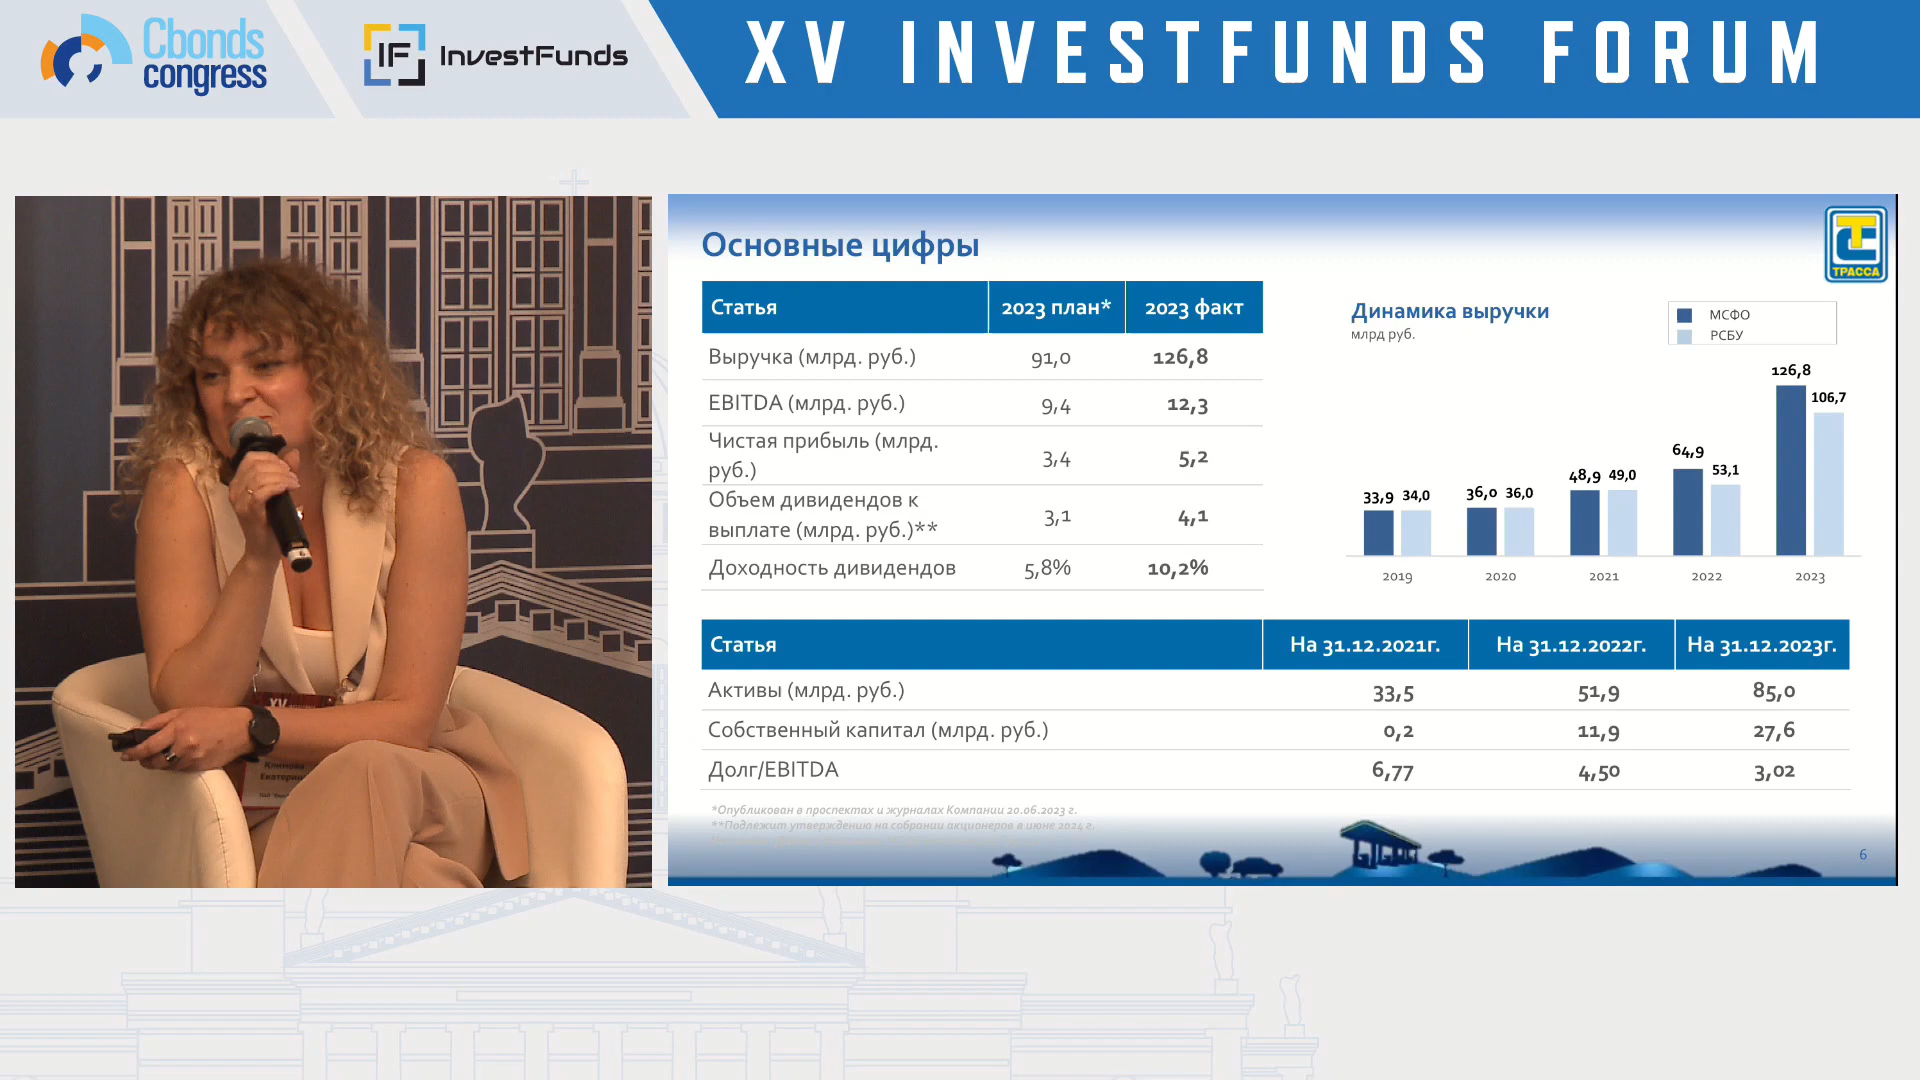 Cbonds
congress
IF InvestFunds
XV INVESTFUNDS FORUM
Основные цифры
ТС
ТРАССА
Статья 2023 план* 2023 факт
Выручка (млрд. руб.) 91,0 126,8
EBITDA (млрд. руб.) 9,4 12,3
Чистая прибыль (млрд.
руб.) 3,4 5,2
Объем дивидендов к
выплате (млрд. руб.)** 3,1 4,1
Доходность дивидендов 5,8% 10,2%
Динамика выручки
млрд руб.
МСФО
РСБУ
126,8
106,7
64,9
53,1
48,9 49,0
33,9 34,0 36,0 36,0
2019 2020 2021 2022 2023
Статья На 31.12.2021г. На 31.12.2022г. На 31.12.2023г.
Активы (млрд. руб.) 33,5 51,9 85,0
Собственный капитал (млрд. руб.) 0,2 11,9 27,6
Долг/EBITDA 6,77 4,50 3,02
*Опубликован в проспектах и журналах Компании 20.06.2023 г.
**Подлежит утверждению на собрании акционеров в июне 2024 г.
6
XV
Климова
Екатерина